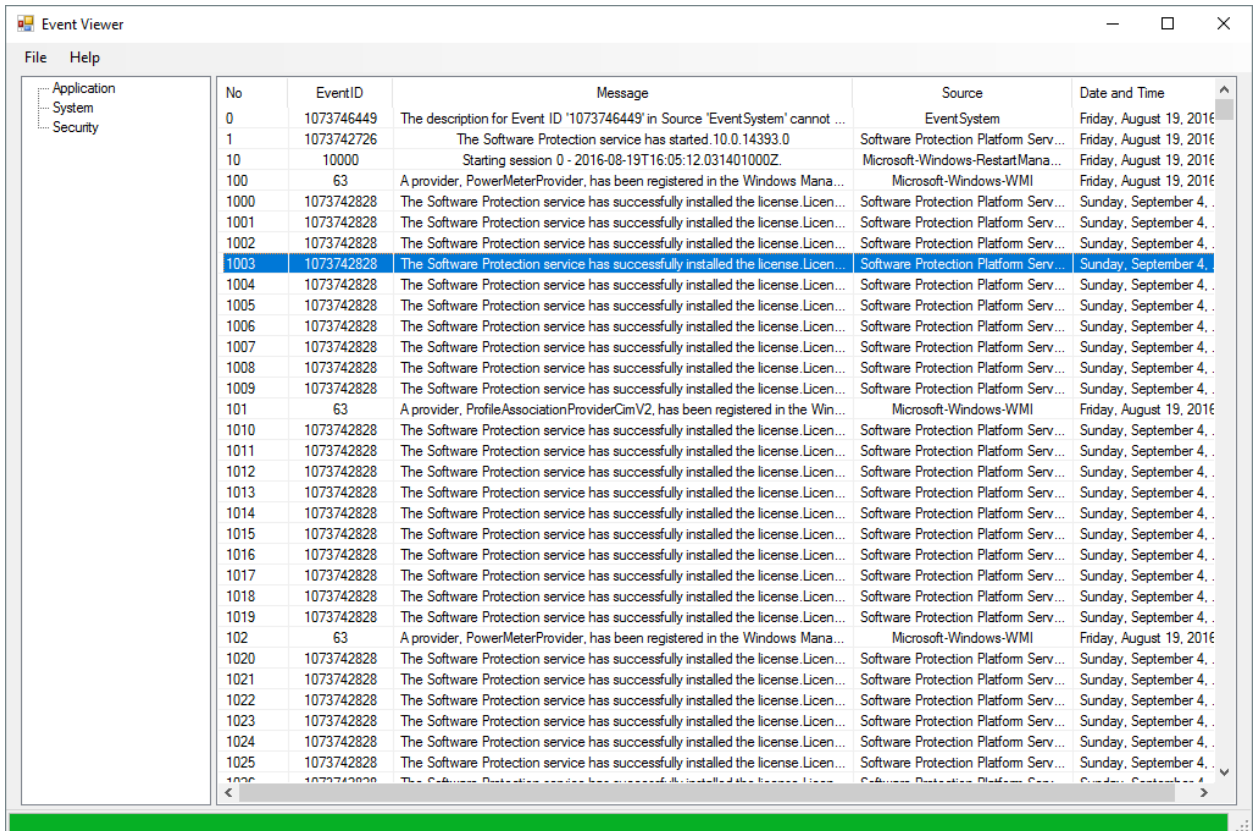 Event Viewer
File Help
Application
System
Security
No EventID Message Source Date and Time
0 1073746449 The description for Event ID '1073746449' in Source 'EventSystem' cannot ... EventSystem Friday, August 19, 2016
1 1073742726 The Software Protection service has started.10.0.14393.0 Software Protection Platform Serv... Friday, August 19, 2016
10 10000 Starting session 0 - 2016-08-19T16:05:12.031401000Z. Microsoft-Windows-RestartMana... Friday, August 19, 2016
100 63 A provider, PowerMeterProvider, has been registered in the Windows Mana... Microsoft-Windows-WMI Friday, August 19, 2016
1000 1073742828 The Software Protection service has successfully installed the license.Licen... Software Protection Platform Serv... Sunday, September 4, .
1001 1073742828 The Software Protection service has successfully installed the license.Licen... Software Protection Platform Serv... Sunday, September 4, .
1002 1073742828 The Software Protection service has successfully installed the license.Licen... Software Protection Platform Serv... Sunday, September 4, .
1003 1073742828 The Software Protection service has successfully installed the license.Licen... Software Protection Platform Serv... Sunday, September 4, .
1004 1073742828 The Software Protection service has successfully installed the license.Licen... Software Protection Platform Serv... Sunday, September 4, .
1005 1073742828 The Software Protection service has successfully installed the license.Licen... Software Protection Platform Serv... Sunday, September 4, .
1006 1073742828 The Software Protection service has successfully installed the license.Licen... Software Protection Platform Serv... Sunday, September 4, .
1007 1073742828 The Software Protection service has successfully installed the license.Licen... Software Protection Platform Serv... Sunday, September 4, .
1008 1073742828 The Software Protection service has successfully installed the license.Licen... Software Protection Platform Serv... Sunday, September 4, .
1009 1073742828 The Software Protection service has successfully installed the license.Licen... Software Protection Platform Serv... Sunday, September 4, .
101 63 A provider, ProfileAssociationProviderCimV2, has been registered in the Win... Microsoft-Windows-WMI Friday, August 19, 2016
1010 1073742828 The Software Protection service has successfully installed the license.Licen... Software Protection Platform Serv... Sunday, September 4, .
1011 1073742828 The Software Protection service has successfully installed the license.Licen... Software Protection Platform Serv... Sunday, September 4, .
1012 1073742828 The Software Protection service has successfully installed the license.Licen... Software Protection Platform Serv... Sunday, September 4, .
1013 1073742828 The Software Protection service has successfully installed the license.Licen... Software Protection Platform Serv... Sunday, September 4, .
1014 1073742828 The Software Protection service has successfully installed the license.Licen... Software Protection Platform Serv... Sunday, September 4, .
1015 1073742828 The Software Protection service has successfully installed the license.Licen... Software Protection Platform Serv... Sunday, September 4, .
1016 1073742828 The Software Protection service has successfully installed the license.Licen... Software Protection Platform Serv... Sunday, September 4, .
1017 1073742828 The Software Protection service has successfully installed the license.Licen... Software Protection Platform Serv... Sunday, September 4, .
1018 1073742828 The Software Protection service has successfully installed the license.Licen... Software Protection Platform Serv... Sunday, September 4, .
1019 1073742828 The Software Protection service has successfully installed the license.Licen... Software Protection Platform Serv... Sunday, September 4, .
102 63 A provider, PowerMeterProvider, has been registered in the Windows Mana... Microsoft-Windows-WMI Friday, August 19, 2016
1020 1073742828 The Software Protection service has successfully installed the license.Licen... Software Protection Platform Serv... Sunday, September 4, .
1021 1073742828 The Software Protection service has successfully installed the license.Licen... Software Protection Platform Serv... Sunday, September 4, .
1022 1073742828 The Software Protection service has successfully installed the license.Licen... Software Protection Platform Serv... Sunday, September 4, .
1023 1073742828 The Software Protection service has successfully installed the license.Licen... Software Protection Platform Serv... Sunday, September 4, .
1024 1073742828 The Software Protection service has successfully installed the license.Licen... Software Protection Platform Serv... Sunday, September 4, .
1025 1073742828 The Software Protection service has successfully installed the license.Licen... Software Protection Platform Serv... Sunday, September 4, .